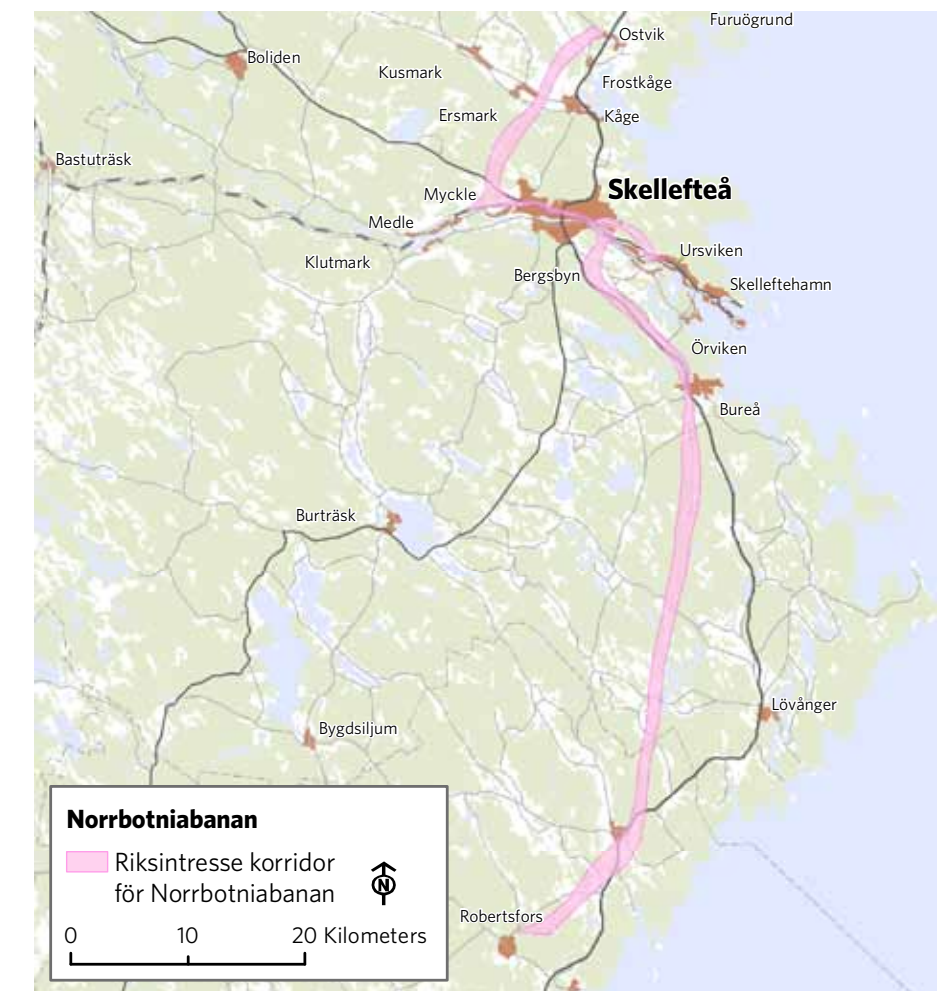 Furuögrund
Ostvik
Boliden
Kusmark
Frostkåge
Ersmark
Kåge
Bastuträsk
Myckle
Skellefteå
Medle
Ursviken
Klutmark
Bergsbyn
Skelleftehamn
Örviken
Bureå
Burträsk
Lövånger
Bygdsiljum
Norrbotniabanan
Riksintresse korridor
för Norrbotniabanan
N
0 10 20 Kilometers
Robertsfors